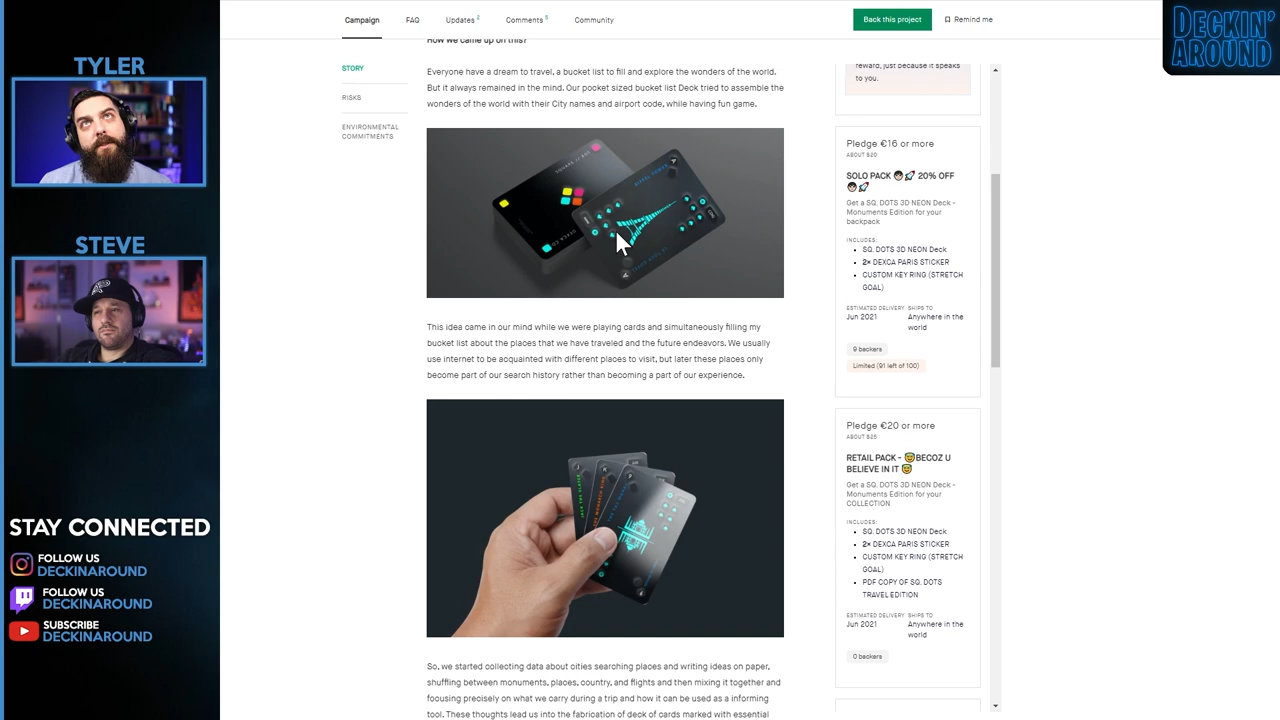 TYLER
STEVE
STAY CONNECTED
FOLLOW US
DECKINAROUND
FOLLOW US
DECKINAROUND
SUBSCRIBE
DECKINAROUND
DECKIN'
AROUND
Campaign
FAQ
Updates 2
Comments 8
Community
Back this project
Remind me
STORY
RISKS
ENVIRONMENTAL
COMMITMENTS
How we came up on this?
Everyone have a dream to travel, a bucket list to fill and explore the wonders of the world.
But it always remained in the mind. Our pocket sized bucket list Deck tried to assemble the
wonders of the world with their City names and airport code, while having fun game.
EIFFEL TOWER
This idea came in our mind while we were playing cards and simultaneously filling my
bucket list about the places that we have traveled and the future endeavors. We usually
use internet to be acquainted with different places to visit, but later these places only
become part of our search history rather than becoming a part of our experience.
So, we started collecting data about cities searching places and writing ideas on paper,
shuffling between monuments, places, country, and flights and then mixing it together and
focusing precisely on what we carry during a trip and how it can be used as a informing
tool. These thoughts lead us into the fabrication of deck of cards marked with essential
reward, just because it speaks
to you.
Pledge €16 or more
ABOUT $20
SOLO PACK 👦🏻🚀 20% OFF
👦🏻🚀
Get a SQ. DOTS 3D NEON Deck -
Monuments Edition for your
backpack
INCLUDES:
SQ. DOTS 3D NEON Deck
2× DEXCA PARIS STICKER
CUSTOM KEY RING (STRETCH
GOAL)
ESTIMATED DELIVERY SHIPS TO
Jun 2021 Anywhere in the
world
9 backers
Limited (91 left of 100)
Pledge €20 or more
ABOUT $25
RETAIL PACK - 😇BECOZ U
BELIEVE IN IT 😇
Get a SQ. DOTS 3D NEON Deck -
Monuments Edition for your
COLLECTION
INCLUDES:
SQ. DOTS 3D NEON Deck
2× DEXCA PARIS STICKER
CUSTOM KEY RING (STRETCH
GOAL)
PDF COPY OF SQ. DOTS
TRAVEL EDITION
ESTIMATED DELIVERY SHIPS TO
Jun 2021 Anywhere in the
world
0 backers